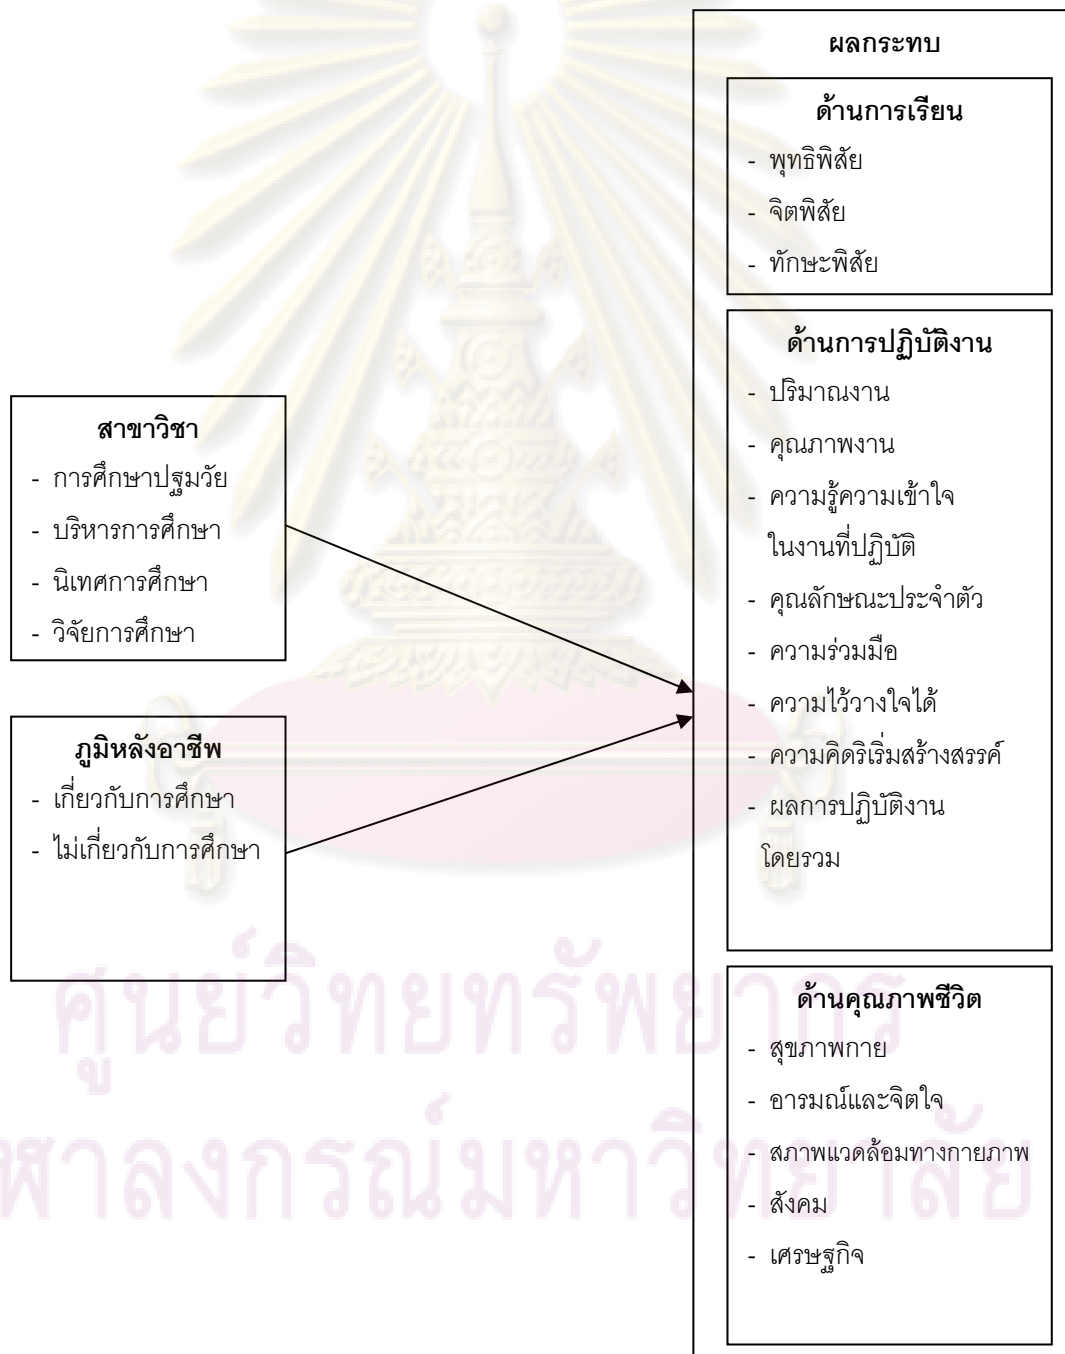 ผลกระทบ
ด้านการเรียน
- พุทธิพิสัย
- จิตพิสัย
- ทักษะพิสัย
ด้านการปฏิบัติงาน
- ปริมาณงาน
- คุณภาพงาน
- ความรู้ความเข้าใจ
ในงานที่ปฏิบัติ
- คุณลักษณะประจำตัว
- ความร่วมมือ
- ความไว้วางใจได้
- ความคิดริเริ่มสร้างสรรค์
- ผลการปฏิบัติงาน
โดยรวม
ด้านคุณภาพชีวิต
- สุขภาพกาย
- อารมณ์และจิตใจ
- สภาพแวดล้อมทางกายภาพ
- สังคม
- เศรษฐกิจ
สาขาวิชา
- การศึกษาปฐมวัย
- บริหารการศึกษา
- นิเทศการศึกษา
- วิจัยการศึกษา
ภูมิหลังอาชีพ
- เกี่ยวกับการศึกษา
- ไม่เกี่ยวกับการศึกษา
ศูนย์วิทยทรัพยากร
ฬาลงกรณ์มหาวิทยาลัย